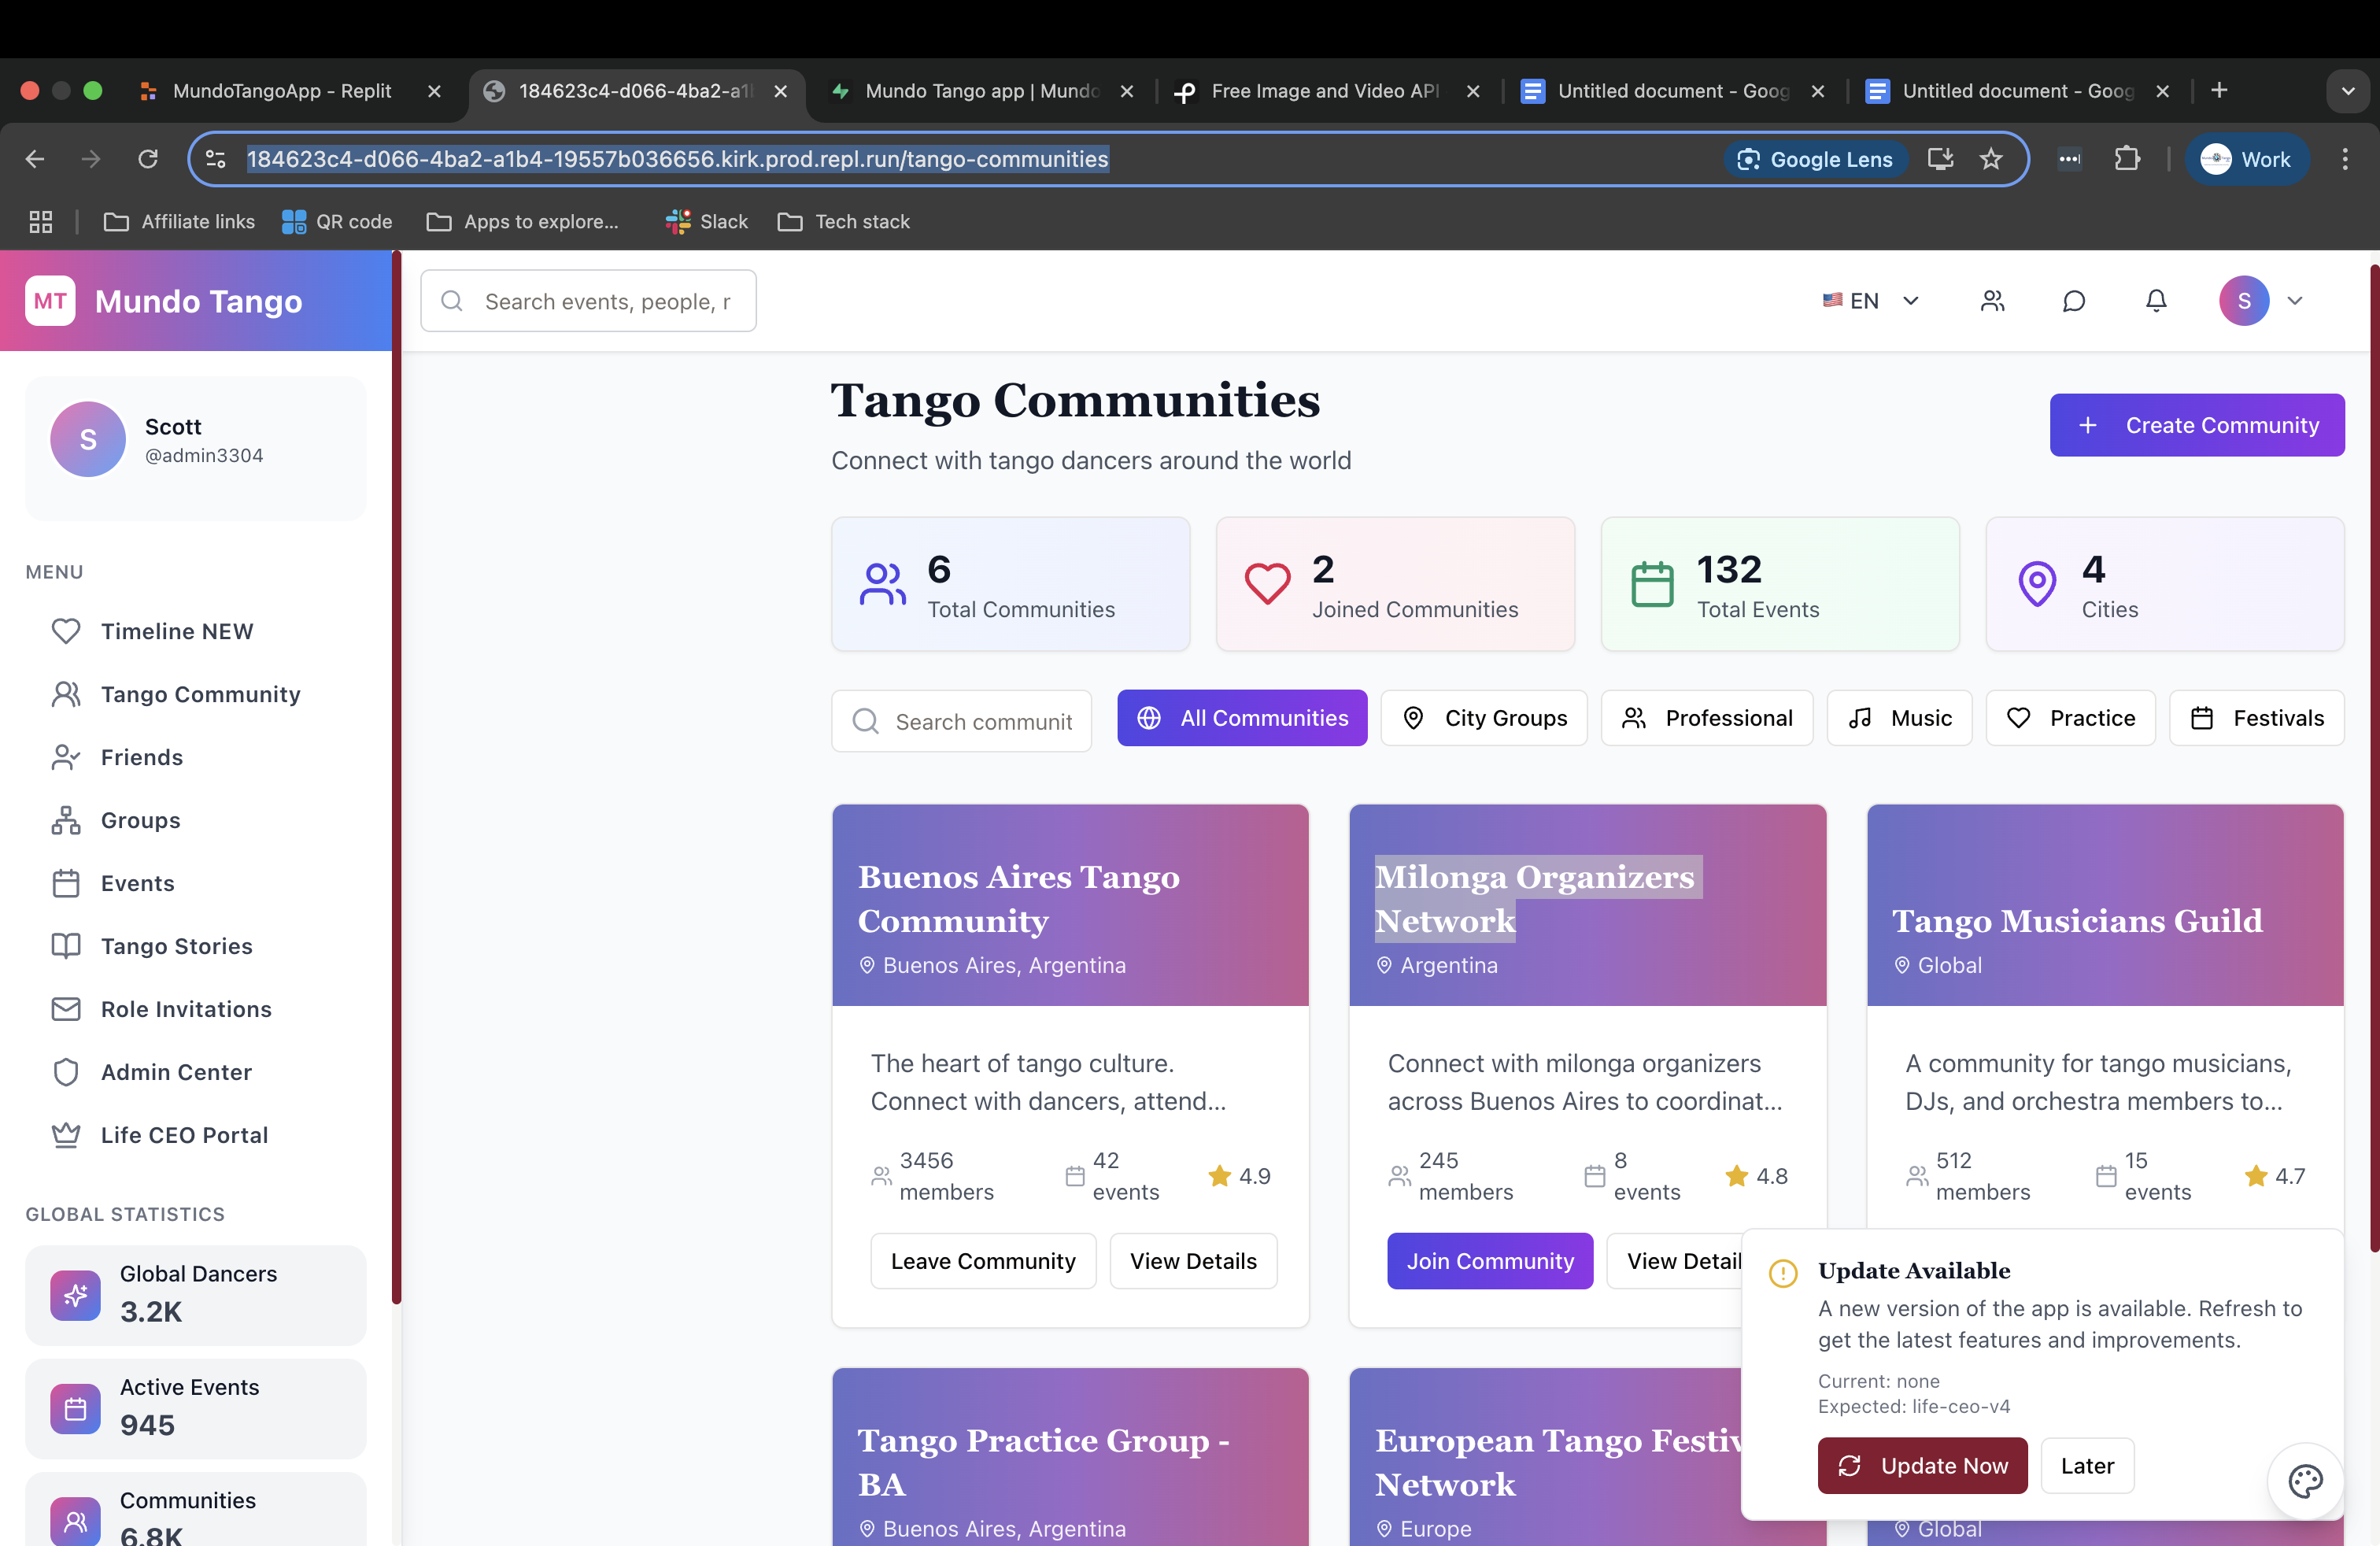 MundoTangoApp - Replit
184623c4-d066-4ba2-a1
Mundo Tango app | Mundo
Free Image and Video API
Untitled document - Goog
Untitled document - Goog
184623c4-d066-4ba2-a1b4-19557b036656.kirk.prod.repl.run/tango-communities
Google Lens
Work
Affiliate links
QR code
Apps to explore...
Slack
Tech stack
MT
Mundo Tango
Search events, people, r
EN
S
S
Scott
@admin3304
MENU
Timeline NEW
Tango Community
Friends
Groups
Events
Tango Stories
Role Invitations
Admin Center
Life CEO Portal
GLOBAL STATISTICS
Global Dancers
3.2K
Active Events
945
Communities
6.8K
Tango Communities
Connect with tango dancers around the world
Create Community
6
Total Communities
2
Joined Communities
132
Total Events
4
Cities
Search communit
All Communities
City Groups
Professional
Music
Practice
Festivals
Buenos Aires Tango
Community
Buenos Aires, Argentina
The heart of tango culture.
Connect with dancers, attend...
3456
members
42
events
4.9
Leave Community
View Details
Milonga Organizers
Network
Argentina
Connect with milonga organizers
across Buenos Aires to coordinat...
245
members
8
events
4.8
Join Community
View Detail
Tango Musicians Guild
Global
A community for tango musicians,
DJs, and orchestra members to...
512
members
15
events
4.7
Tango Practice Group -
BA
Buenos Aires, Argentina
European Tango Festiv
Network
Europe
Global
Update Available
A new version of the app is available. Refresh to
get the latest features and improvements.
Current: none
Expected: life-ceo-v4
Update Now
Later